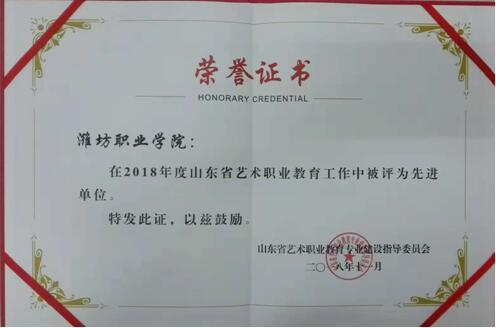 荣誉证书
HONORARY CREDENTIAL
潍坊职业学院：
在2018年度山东省艺术职业教育工作中被评为先进
单位。
特发此证，以兹鼓励。
山东省艺术职业教育专业建设指导委员会
二〇一八年十一月